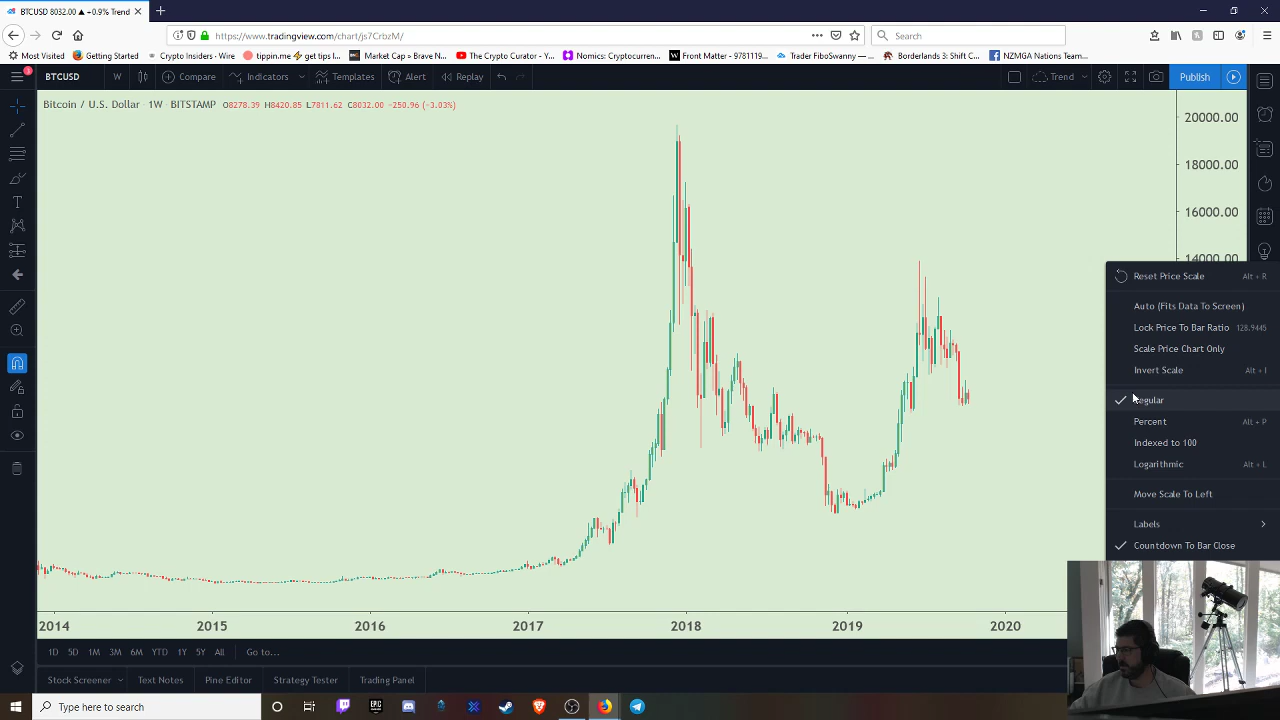 BTCUSD 8032.00 ▲ +0.9% Trend
https://www.tradingview.com/chart/js7CrbzM/
Search
Most Visited
Getting Started
Crypto Insiders - Wire
tippin.me ⚡ get tips l...
Market Cap – Brave N...
The Crypto Curator - ...
Nomics: Cryptocurren...
Front Matter - 9781119...
Trader FiboSwanny — ...
Borderlands 3: Shift C...
NZMGA Nations Team...
BTCUSD
W
Compare
Indicators
Templates
Alert
Replay
Trend
Publish
Bitcoin / U.S. Dollar 1W BITSTAMP O8278.39 H8420.85 L7811.62 C8032.00 -250.96 (-3.03%)
20000.00
18000.00
16000.00
14000.00
Reset Price Scale Alt + R
Auto (Fits Data To Screen)
Lock Price To Bar Ratio 128.9445
Scale Price Chart Only
Invert Scale Alt + I
Regular
Percent Alt + P
Indexed to 100
Logarithmic Alt + L
Move Scale To Left
Labels
Countdown To Bar Close
2014 2015 2016 2017 2018 2019 2020
1D 5D 1M 3M 6M YTD 1Y 5Y All Go to...
Stock Screener Text Notes Pine Editor Strategy Tester Trading Panel
Type here to search